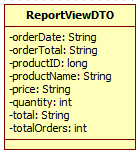 ReportViewDTO
-orderDate: String
-orderTotal: String
-productID: long
-productName: String
-price: String
-quantity: int
-total: String
-totalOrders: int